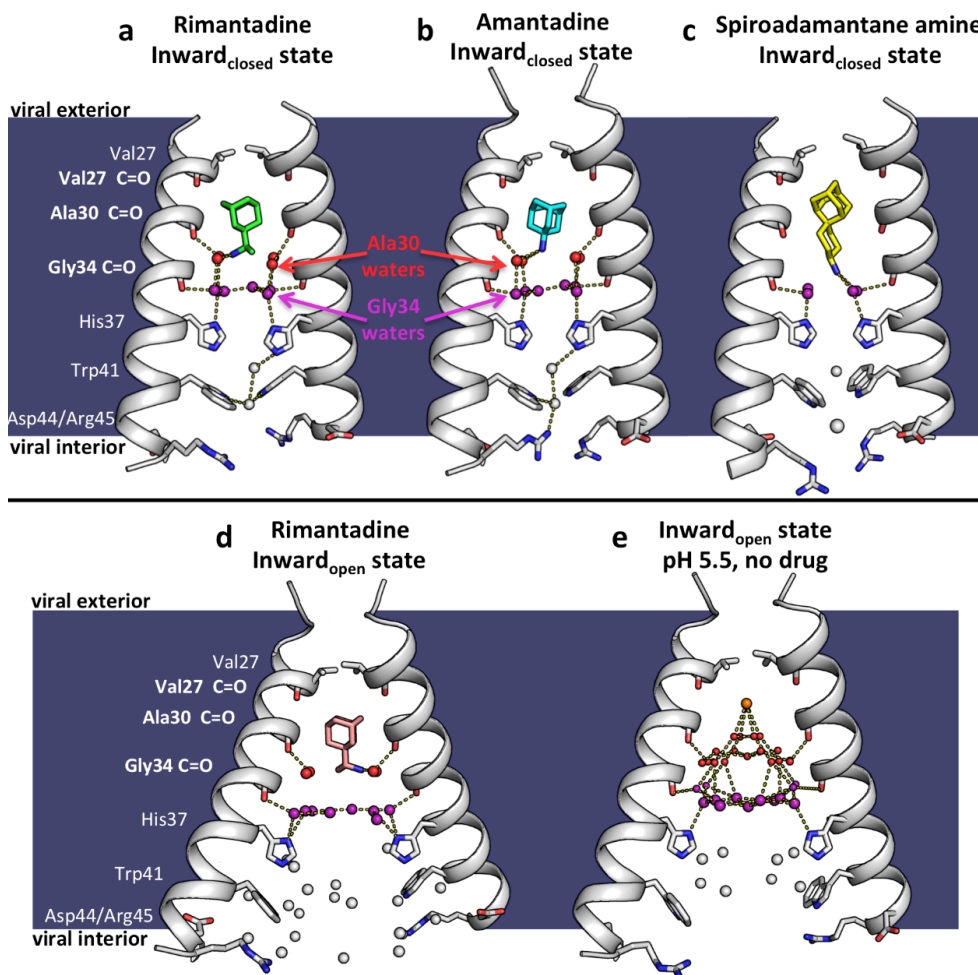 a
Rimantadine
Inwardclosed state
b
Amantadine
Inwardclosed state
c
Spiroadamantane amine
Inwardclosed state
viral exterior
Val27
Val27 C=O
Ala30 C=O
Gly34 C=O
His37
Trp41
Asp44/Arg45
viral interior
Ala30
waters
Gly34
waters
d
Rimantadine
Inwardopen state
e
Inwardopen state
pH 5.5, no drug
viral exterior
Val27
Val27 C=O
Ala30 C=O
Gly34 C=O
His37
Trp41
Asp44/Arg45
viral interior